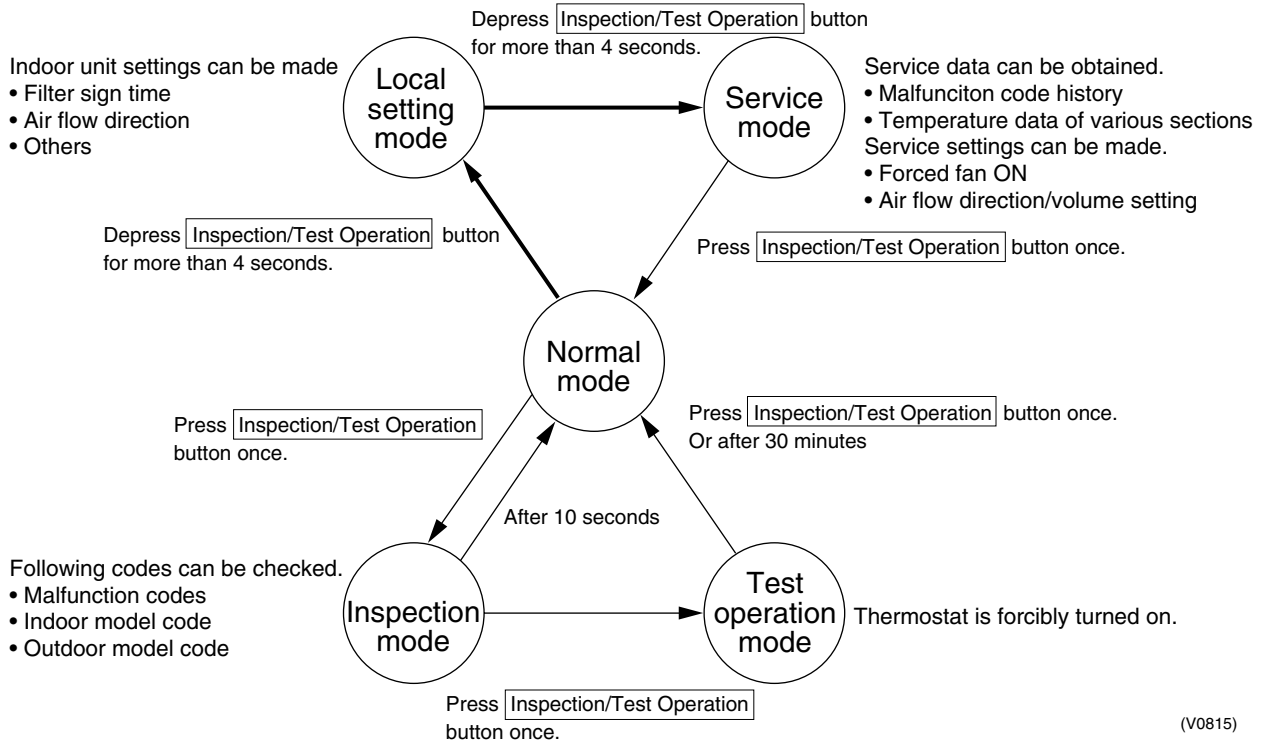 Depress Inspection/Test Operation button
for more than 4 seconds.
Indoor unit settings can be made
• Filter sign time
• Air flow direction
• Others
Local
setting
mode
Service
mode
Service data can be obtained.
• Malfunciton code history
• Temperature data of various sections
Service settings can be made.
• Forced fan ON
• Air flow direction/volume setting
Depress Inspection/Test Operation button
for more than 4 seconds.
Press Inspection/Test Operation button once.
Normal
mode
Press Inspection/Test Operation
button once.
Press Inspection/Test Operation button once.
Or after 30 minutes
After 10 seconds
Following codes can be checked.
• Malfunction codes
• Indoor model code
• Outdoor model code
Inspection
mode
Test
operation
mode
Thermostat is forcibly turned on.
Press Inspection/Test Operation
button once.
(V0815)